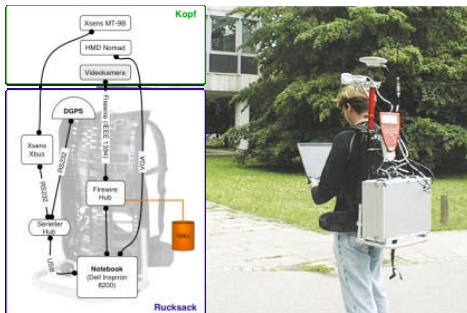 Kopf
Xsens MT-9B
HMD Nomad
Videokamera
DGPS
Firewire (IEEE 1394)
Xsens
Xbus
RS232
RS232
VGA
Firewire
Hub
Serieller
Hub
USB
Notebook
(Dell Inspiron
8200)
Rucksack